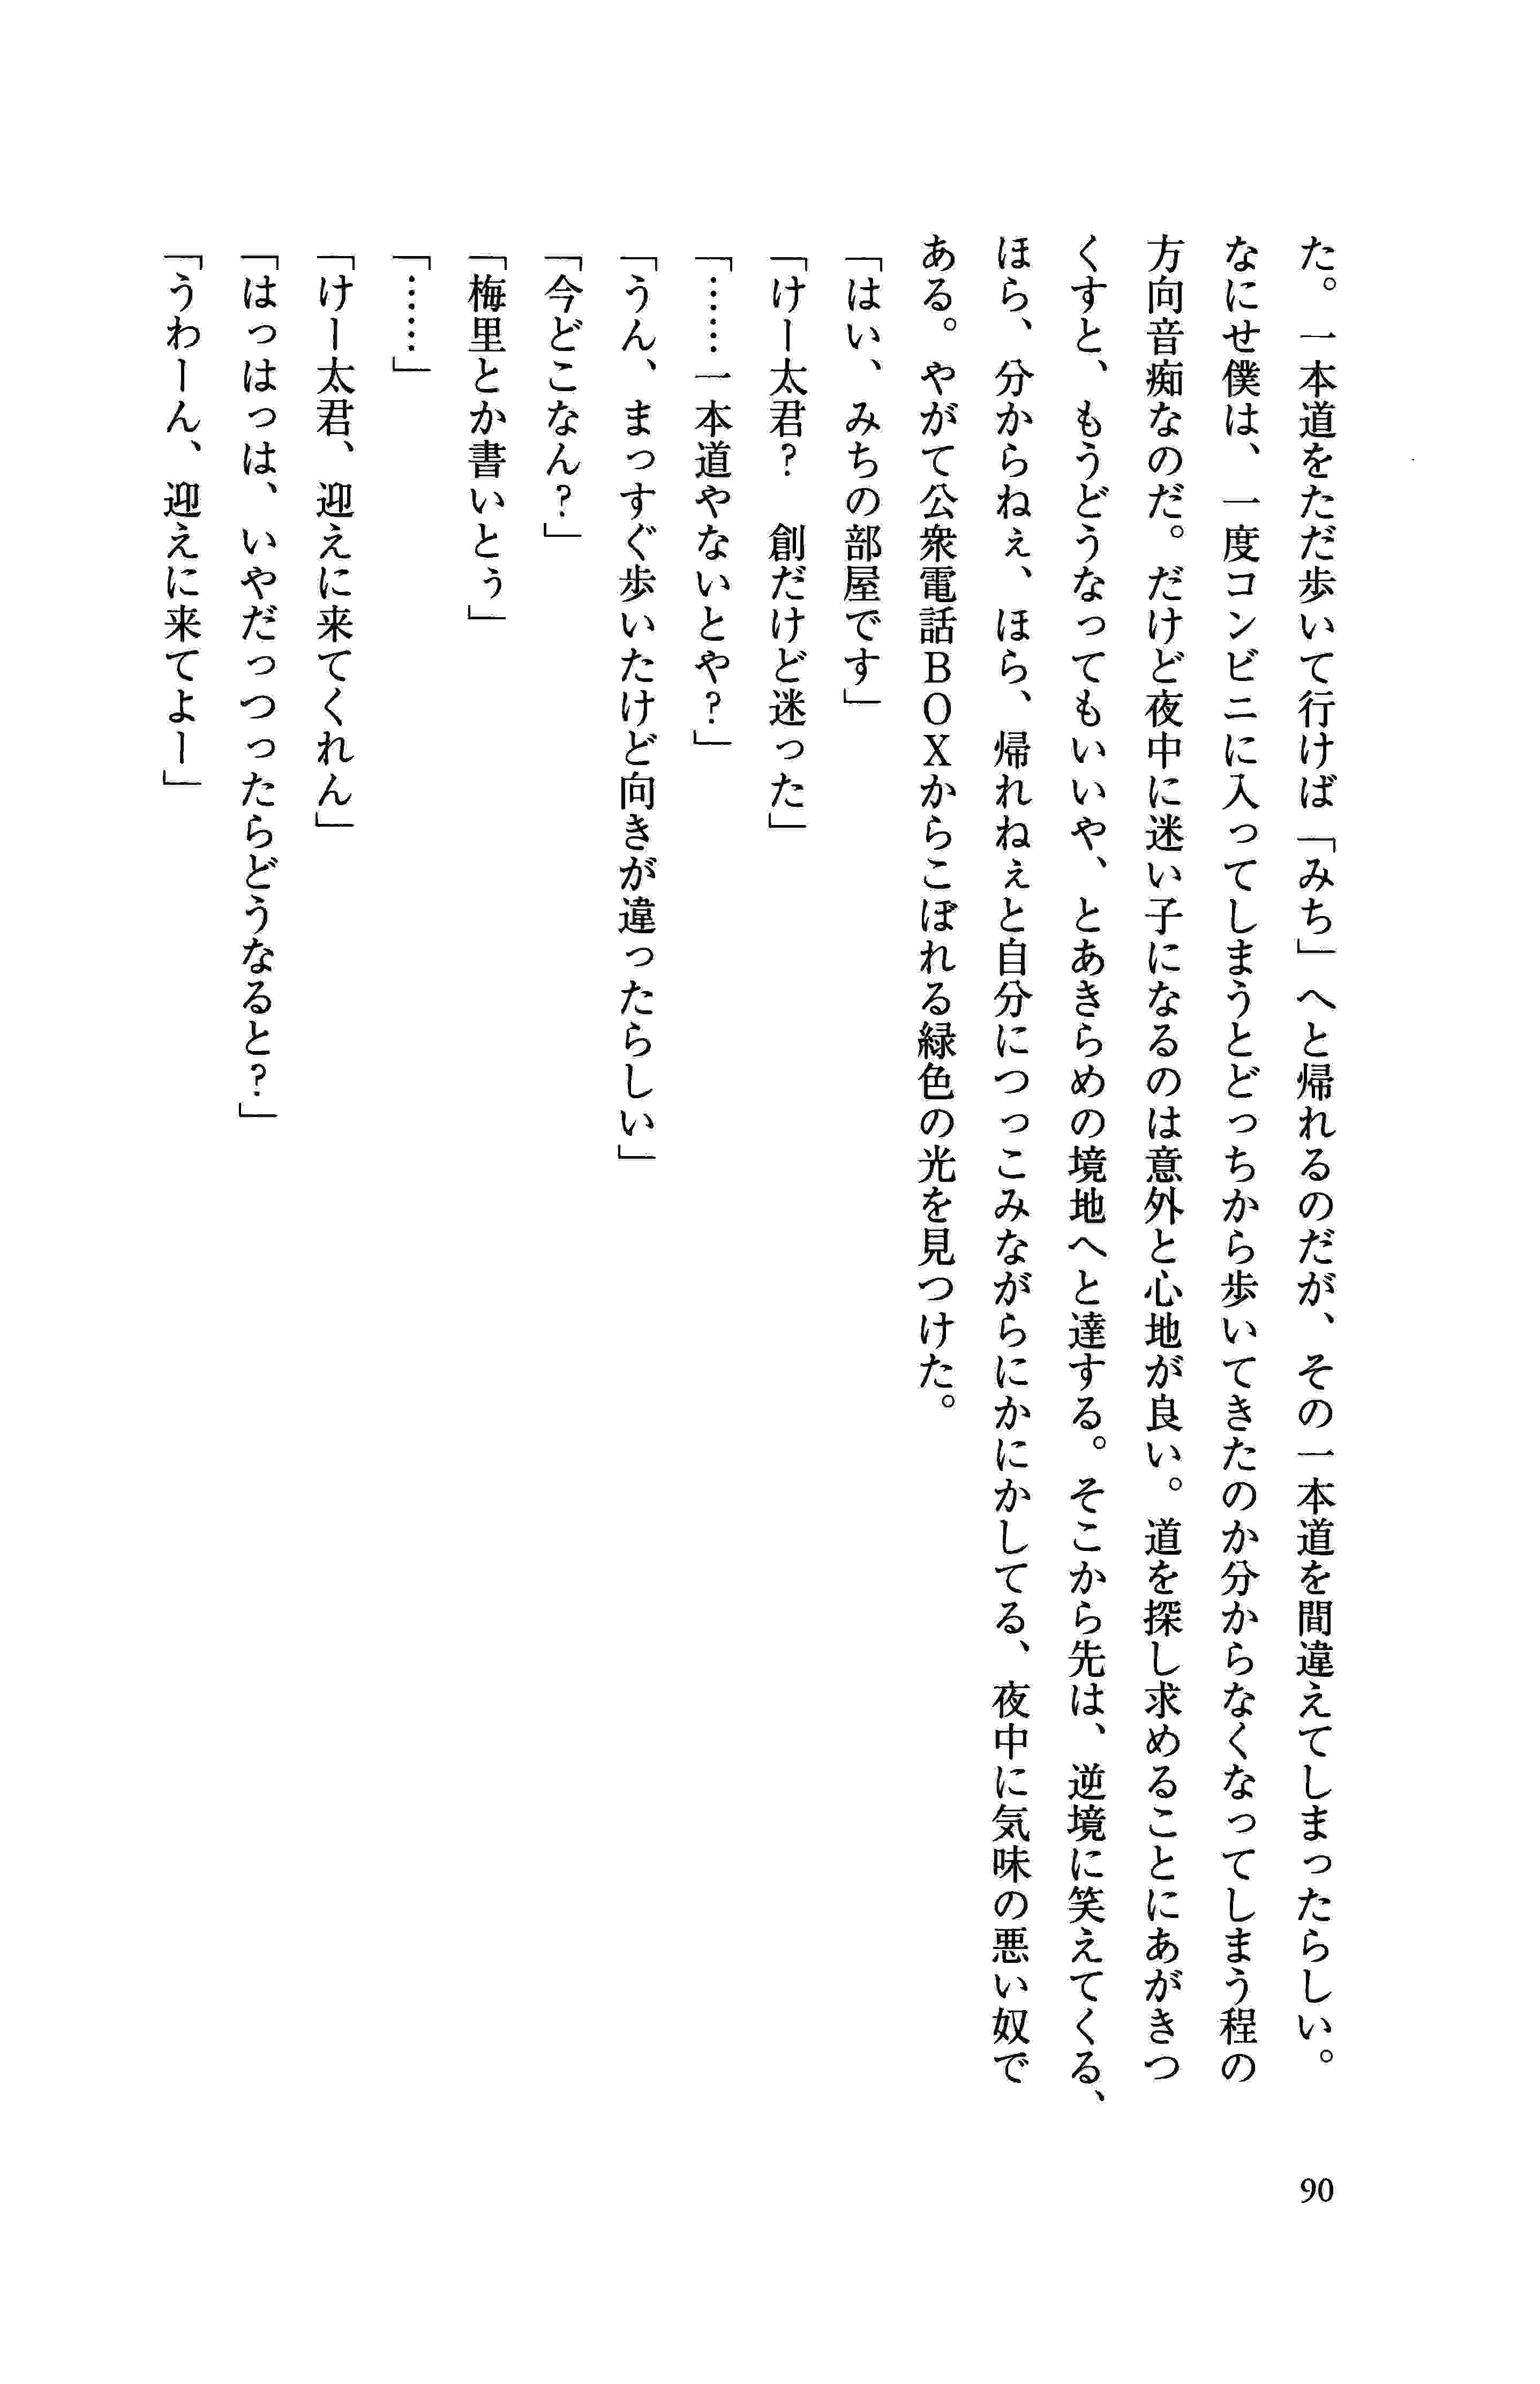 た。一本道をただ歩いて行けば「みち」へと帰れるのだが、その一本道を間違えてしまったらしい。
なにせ僕は、一度コンビニに入ってしまうとどっちから歩いてきたのか分からなくなってしまう程の
方向音痴なのだ。だけど夜中に迷い子になるのは意外と心地が良い。道を探し求めることにあがきつ
くすと、もうどうなってもいいや、とあきらめの境地へと達する。そこから先は、逆境に笑えてくる、
ほら、分からねぇ、ほら、帰れねぇと自分につっこみながらにかにかしてる、夜中に気味の悪い奴で
ある。やがて公衆電話BOXからこぼれる緑色の光を見つけた。
「はい、みちの部屋です」
「けー太君?　創だけど迷った」
「……一本道やないとや?」
「うん、まっすぐ歩いたけど向きが違ったらしい」
「今どこなん?」
「梅里とか書いとぅ」
「……」
「けー太君、迎えに来てくれん」
「はっはっは、いやだっつったらどうなると?」
「うわーん、迎えに来てよー」
90